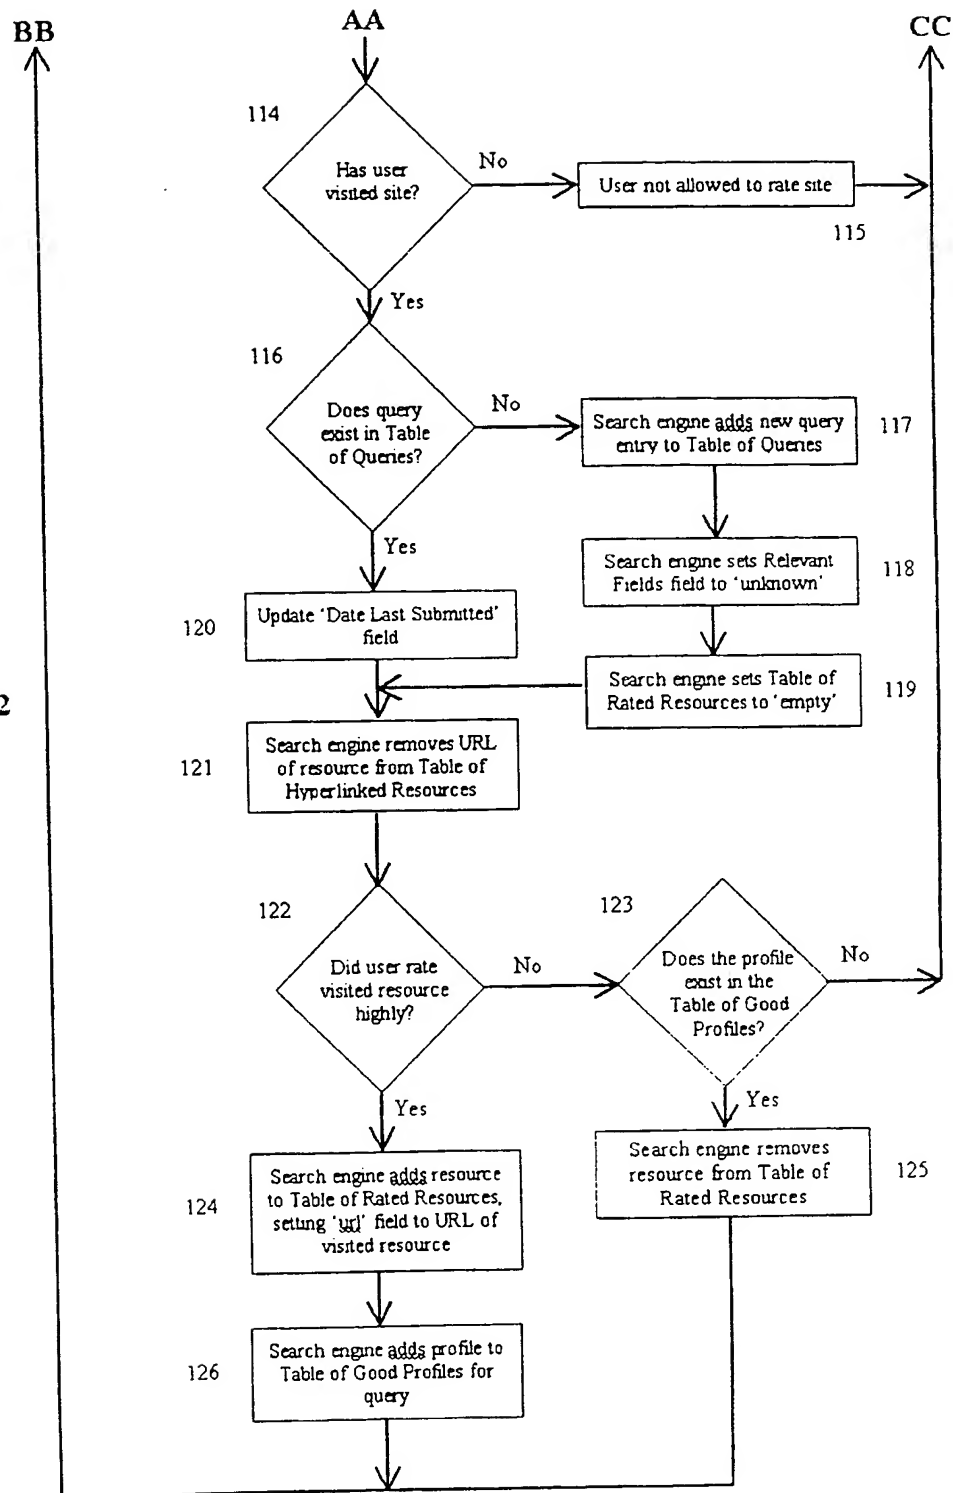 BB
AA
CC
114
Has user
visited site?
No
User not allowed to rate site
115
Yes
116
Does query
exist in Table
of Queries?
No
Search engine adds new query
entry to Table of Queries
117
Yes
Search engine sets Relevant
Fields field to 'unknown'
118
120
Update 'Date Last Submitted'
field
Search engine sets Table of
Rated Resources to 'empty'
119
2
121
Search engine removes URL
of resource from Table of
Hyperlinked Resources
122
Did user rate
visited resource
highly?
No
123
Does the profile
exist in the
Table of Good
Profiles?
No
Yes
Yes
124
Search engine adds resource
to Table of Rated Resources,
setting 'url' field to URL of
visited resource
Search engine removes
resource from Table of
Rated Resources
125
126
Search engine adds profile to
Table of Good Profiles for
query